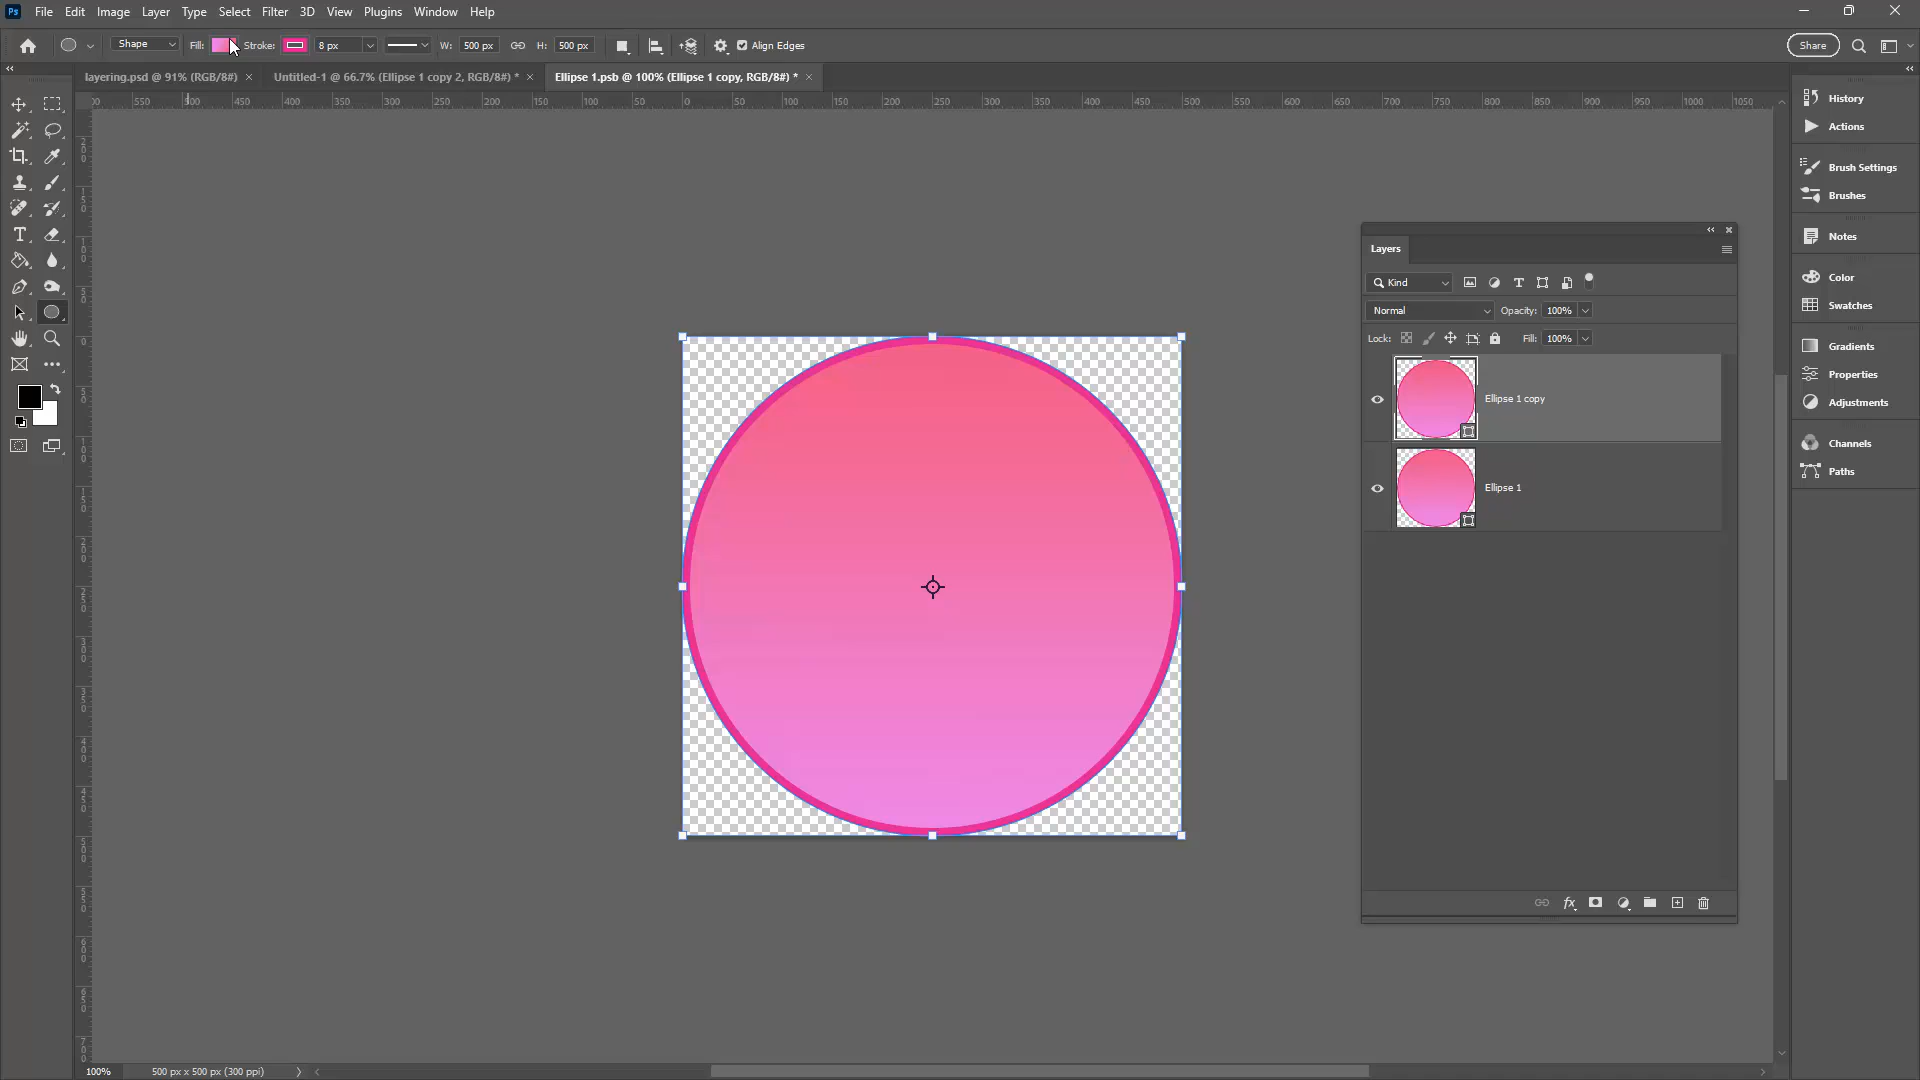 Ps File Edit Image Layer Type Select Filter 3D View Plugins Window Help
Shape Fill: Stroke: 8 px W: 500 px H: 500 px Align Edges Share
layering.psd @ 91% (RGB/8#) × Untitled-1 @ 66.7% (Ellipse 1 copy 2, RGB/8#) * × Ellipse 1.psb @ 100% (Ellipse 1 copy, RGB/8#) * ×
550 500 450 400 350 300 250 200 150 100 50 0 50 100 150 200 250 300 350 400 450 500 550 600 650 700 750 800 850 900 950 1000 1050
History
Actions
Brush Settings
Brushes
Notes
Color
Swatches
Gradients
Properties
Adjustments
Channels
Paths
Layers
Kind
Normal Opacity: 100%
Lock: Fill: 100%
Ellipse 1 copy
Ellipse 1
fx
100% 500 px x 500 px (300 ppi)